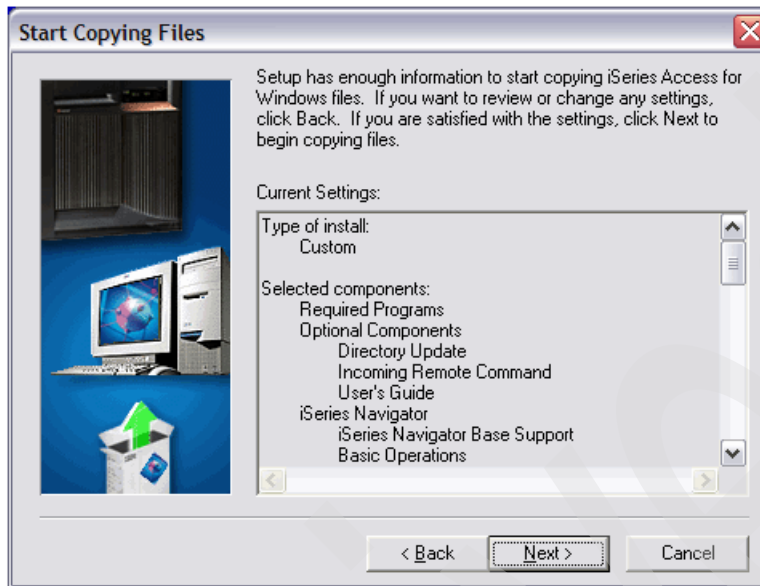 Start Copying Files
Setup has enough information to start copying iSeries Access for
Windows files. If you want to review or change any settings,
click Back. If you are satisfied with the settings, click Next to
begin copying files.
Current Settings:
Type of install:
Custom
Selected components:
Required Programs
Optional Components
Directory Update
Incoming Remote Command
User's Guide
iSeries Navigator
iSeries Navigator Base Support
Basic Operations
< Back
Next >
Cancel